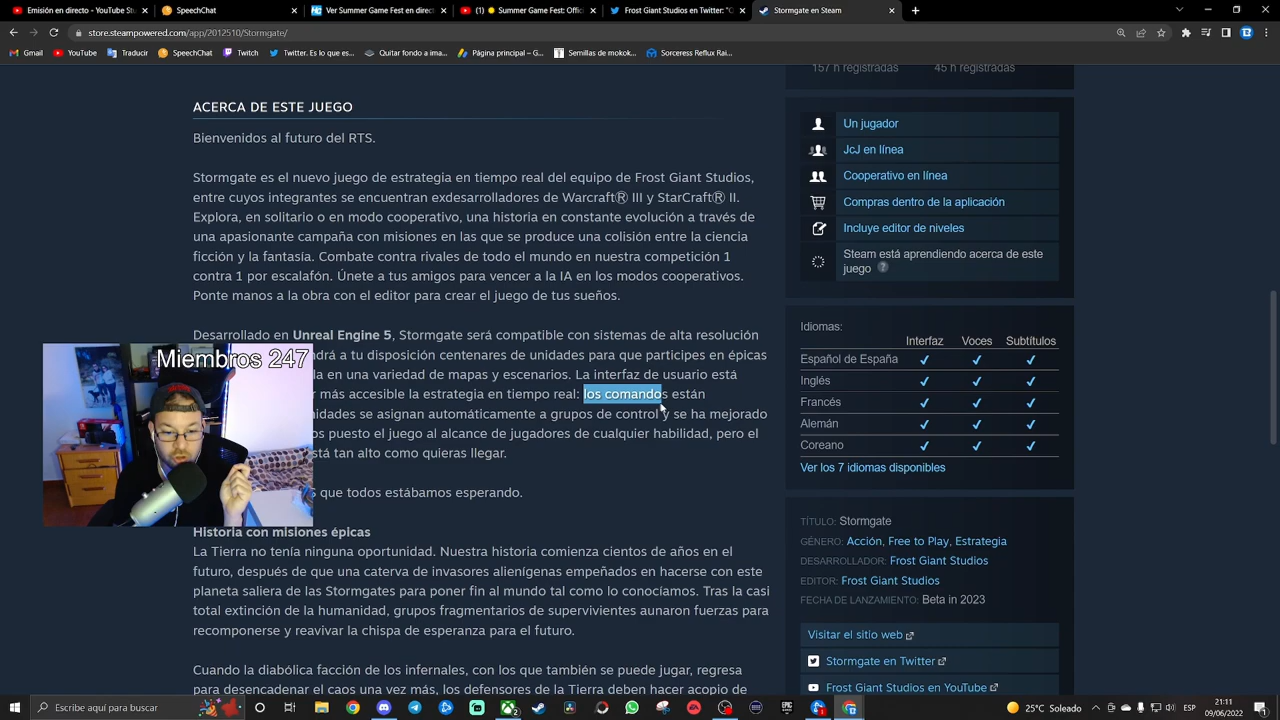 Emisión en directo - YouTube Stu
SpeechChat
Ver Summer Game Fest en direct
(1) Summer Game Fest: Offic
Frost Giant Studios en Twitter: "C
Stormgate en Steam
store.steampowered.com/app/2012510/Stormgate/
Gmail
YouTube
Traducir
SpeechChat
Twitch
Twitter. Es lo que es...
Quitar fondo a ima...
Página principal – G...
Semillas de mokok...
Sorceress Reflux Rai...
157 h registradas
45 h registradas
ACERCA DE ESTE JUEGO
Bienvenidos al futuro del RTS.
Stormgate es el nuevo juego de estrategia en tiempo real del equipo de Frost Giant Studios,
entre cuyos integrantes se encuentran exdesarrolladores de Warcraft® III y StarCraft® II.
Explora, en solitario o en modo cooperativo, una historia en constante evolución a través de
una apasionante campaña con misiones en las que se produce una colisión entre la ciencia
ficción y la fantasía. Combate contra rivales de todo el mundo en nuestra competición 1
contra 1 por escalafón. Únete a tus amigos para vencer a la IA en los modos cooperativos.
Ponte manos a la obra con el editor para crear el juego de tus sueños.
Desarrollado en Unreal Engine 5, Stormgate será compatible con sistemas de alta resolución
drá a tu disposición centenares de unidades para que participes en épicas
la en una variedad de mapas y escenarios. La interfaz de usuario está
r más accesible la estrategia en tiempo real: los comandos están
nidades se asignan automáticamente a grupos de control y se ha mejorado
os puesto el juego al alcance de jugadores de cualquier habilidad, pero el
stá tan alto como quieras llegar.
S que todos estábamos esperando.
Historia con misiones épicas
La Tierra no tenía ninguna oportunidad. Nuestra historia comienza cientos de años en el
futuro, después de que una caterva de invasores alienígenas empeñados en hacerse con este
planeta saliera de las Stormgates para poner fin al mundo tal como lo conocíamos. Tras la casi
total extinción de la humanidad, grupos fragmentarios de supervivientes aunaron fuerzas para
recomponerse y reavivar la chispa de esperanza para el futuro.
Cuando la diabólica facción de los infernales, con los que también se puede jugar, regresa
para desencadenar el caos una vez más, los defensores de la Tierra deben hacer acopio de
Miembros 247
Un jugador
JcJ en línea
Cooperativo en línea
Compras dentro de la aplicación
Incluye editor de niveles
Steam está aprendiendo acerca de este
juego ?
Idiomas:
Interfaz Voces Subtítulos
Español de España ✔ ✔ ✔
Inglés ✔ ✔ ✔
Francés ✔ ✔ ✔
Alemán ✔ ✔ ✔
Coreano ✔ ✔ ✔
Ver los 7 idiomas disponibles
TÍTULO: Stormgate
GÉNERO: Acción, Free to Play, Estrategia
DESARROLLADOR: Frost Giant Studios
EDITOR: Frost Giant Studios
FECHA DE LANZAMIENTO: Beta in 2023
Visitar el sitio web
Stormgate en Twitter
Frost Giant Studios en YouTube
Escribe aquí para buscar
25°C Soleado
ESP
21:11
09/06/2022